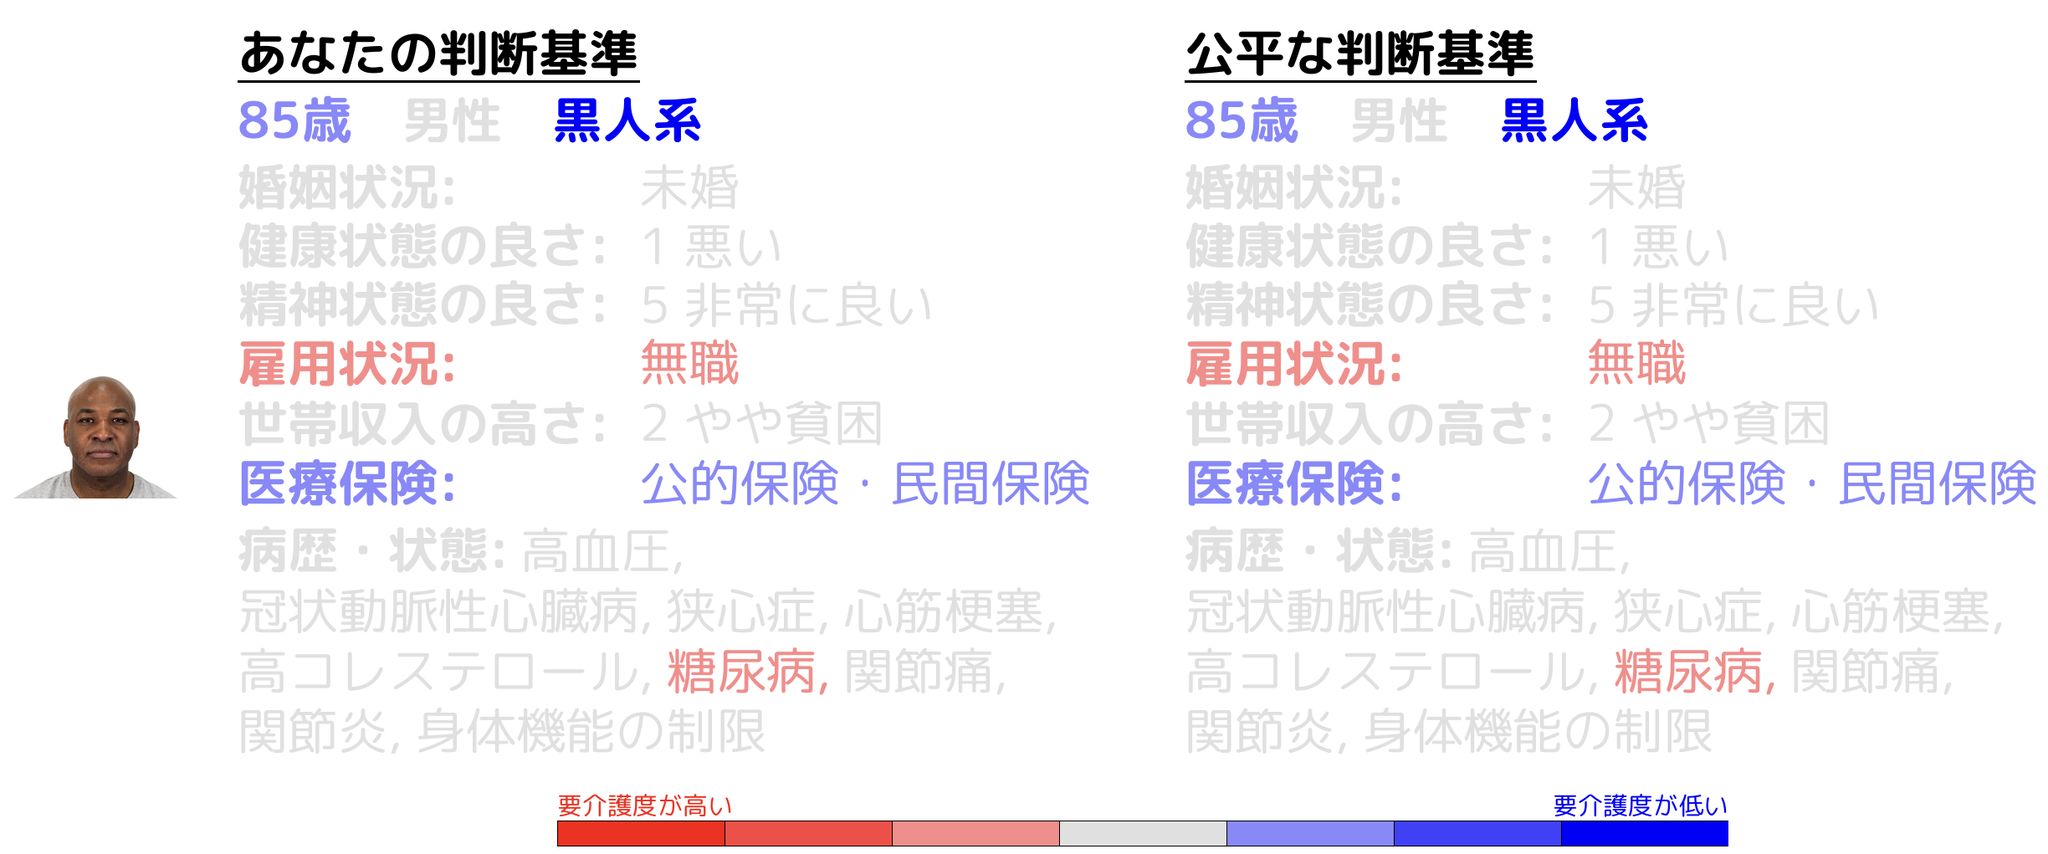 あなたの判断基準
85歳 男性 黒人系
婚姻状況: 未婚
健康状態の良さ: 1 悪い
精神状態の良さ: 5 非常に良い
雇用状況: 無職
世帯収入の高さ: 2 やや貧困
医療保険: 公的保険・民間保険
病歴・状態: 高血圧,
冠状動脈性心臓病, 狭心症, 心筋梗塞,
高コレステロール, 糖尿病, 関節痛,
関節炎, 身体機能の制限
公平な判断基準
85歳 男性 黒人系
婚姻状況: 未婚
健康状態の良さ: 1 悪い
精神状態の良さ: 5 非常に良い
雇用状況: 無職
世帯収入の高さ: 2 やや貧困
医療保険: 公的保険・民間保険
病歴・状態: 高血圧,
冠状動脈性心臓病, 狭心症, 心筋梗塞,
高コレステロール, 糖尿病, 関節痛,
関節炎, 身体機能の制限
要介護度が高い
要介護度が低い